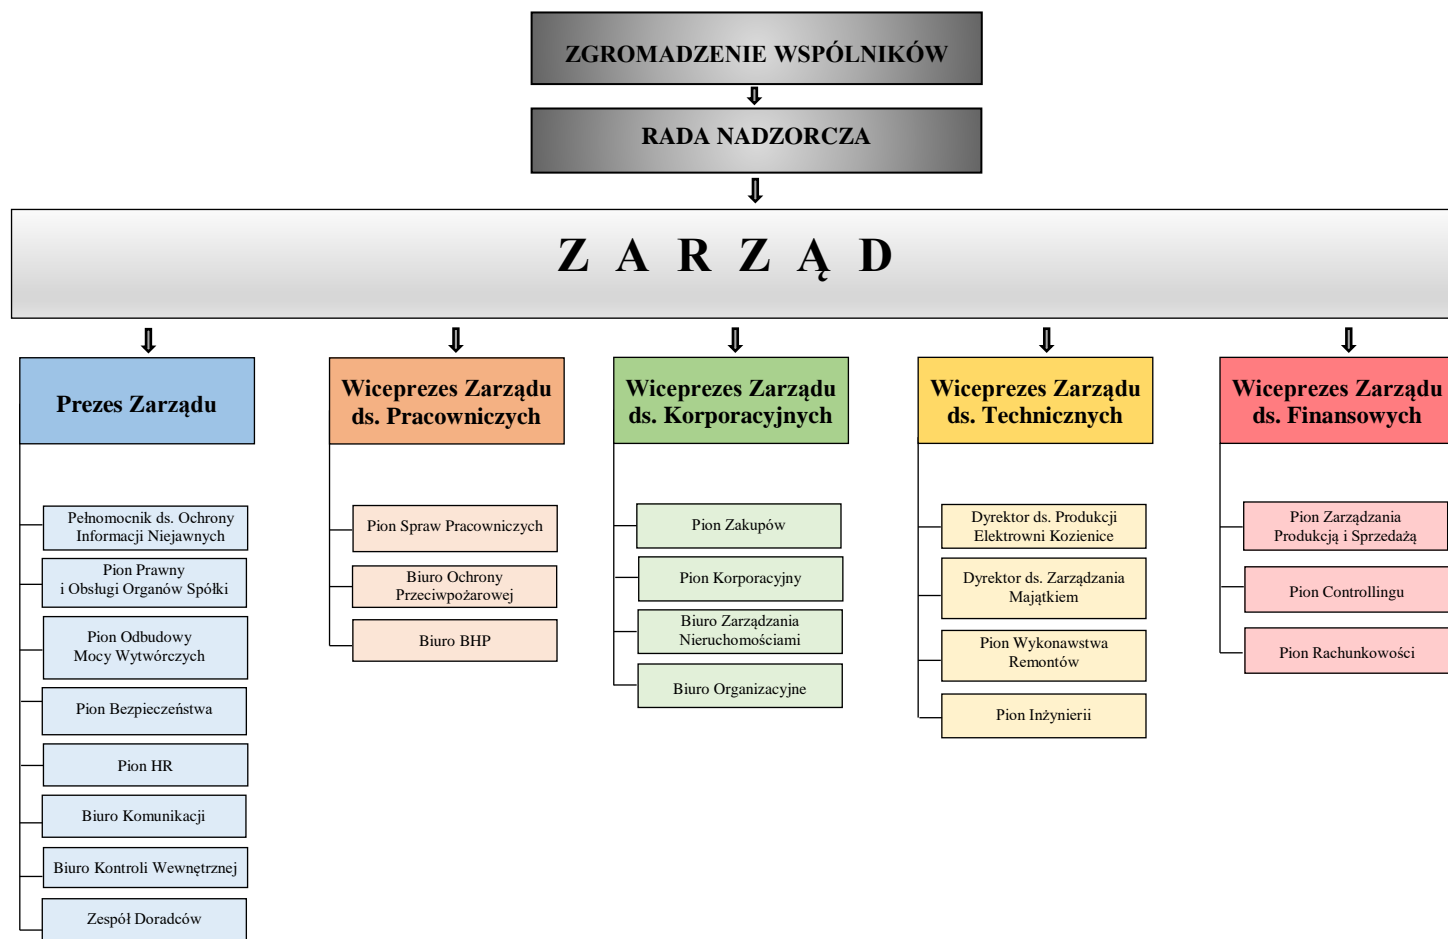 ZGROMADZENIE WSPÓLNIKÓW
RADA NADZORCZA
Z A R Z Ą D
Prezes Zarządu
Pełnomocnik ds. Ochrony
Informacji Niejawnych
Pion Prawny
i Obsługi Organów Spółki
Pion Odbudowy
Mocy Wytwórczych
Pion Bezpieczeństwa
Pion HR
Biuro Komunikacji
Biuro Kontroli Wewnętrznej
Zespół Doradców
Wiceprezes Zarządu
ds. Pracowniczych
Pion Spraw Pracowniczych
Biuro Ochrony
Przeciwpożarowej
Biuro BHP
Wiceprezes Zarządu
ds. Korporacyjnych
Pion Zakupów
Pion Korporacyjny
Biuro Zarządzania
Nieruchomościami
Biuro Organizacyjne
Wiceprezes Zarządu
ds. Technicznych
Dyrektor ds. Produkcji
Elektrowni Kozienice
Dyrektor ds. Zarządzania
Majątkiem
Pion Wykonawstwa
Remontów
Pion Inżynierii
Wiceprezes Zarządu
ds. Finansowych
Pion Zarządzania
Produkcją i Sprzedażą
Pion Controllingu
Pion Rachunkowości